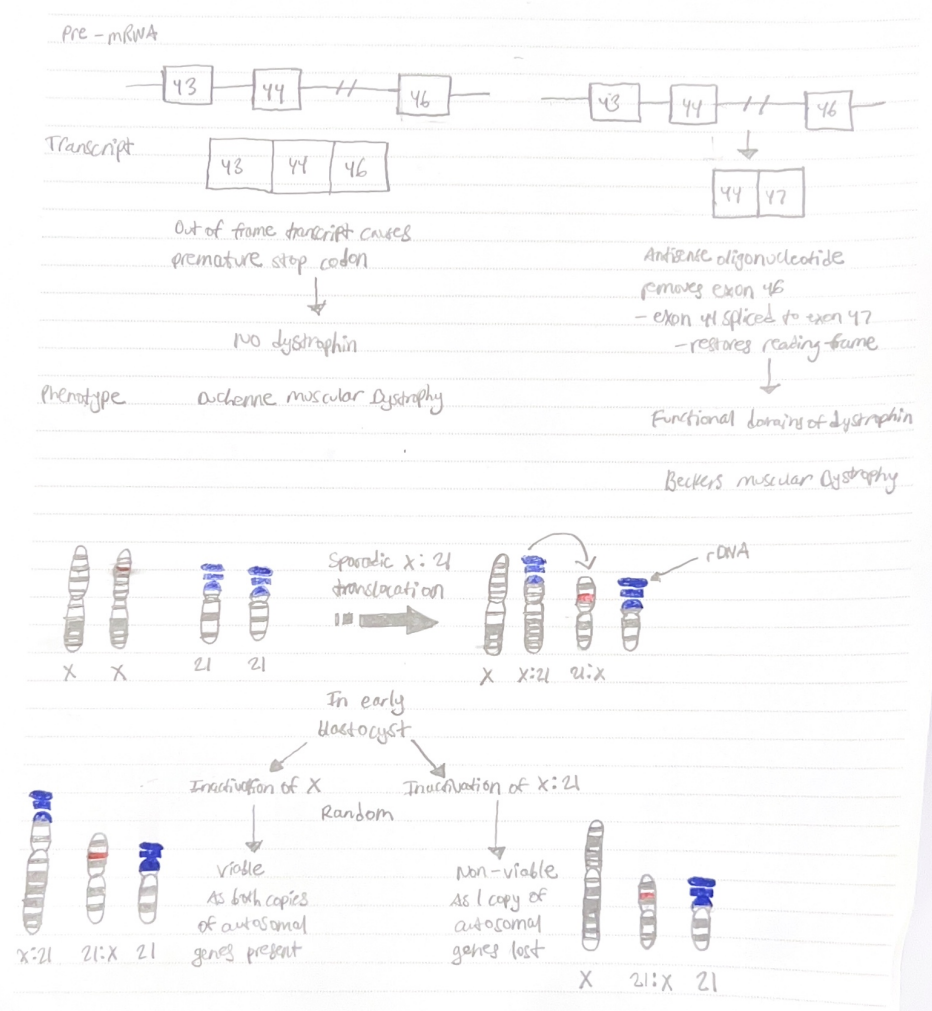 Pre-mRNA
43 44 46
43 44 46
Transcript
43 44 46
44 47
Out of frame transcript causes
premature stop codon
No dystrophin
Antisense oligonucleotide
removes exon 46
- exon 44 spliced to exon 47
- restores reading-frame
Phenotype Duchenne muscular Dystrophy
Functional domains of dystrophin
Beckers muscular Dystrophy
Sporadic X:21
translocation
rDNA
X X 21 21
X X:21 21:X
In early
blastocyst
Inactivation of X
Inactivation of X:21
Random
Viable
As both copies
of autosomal
genes present
Non-viable
As 1 copy of
autosomal
genes lost
X:21 21:X 21
X 21:X 21